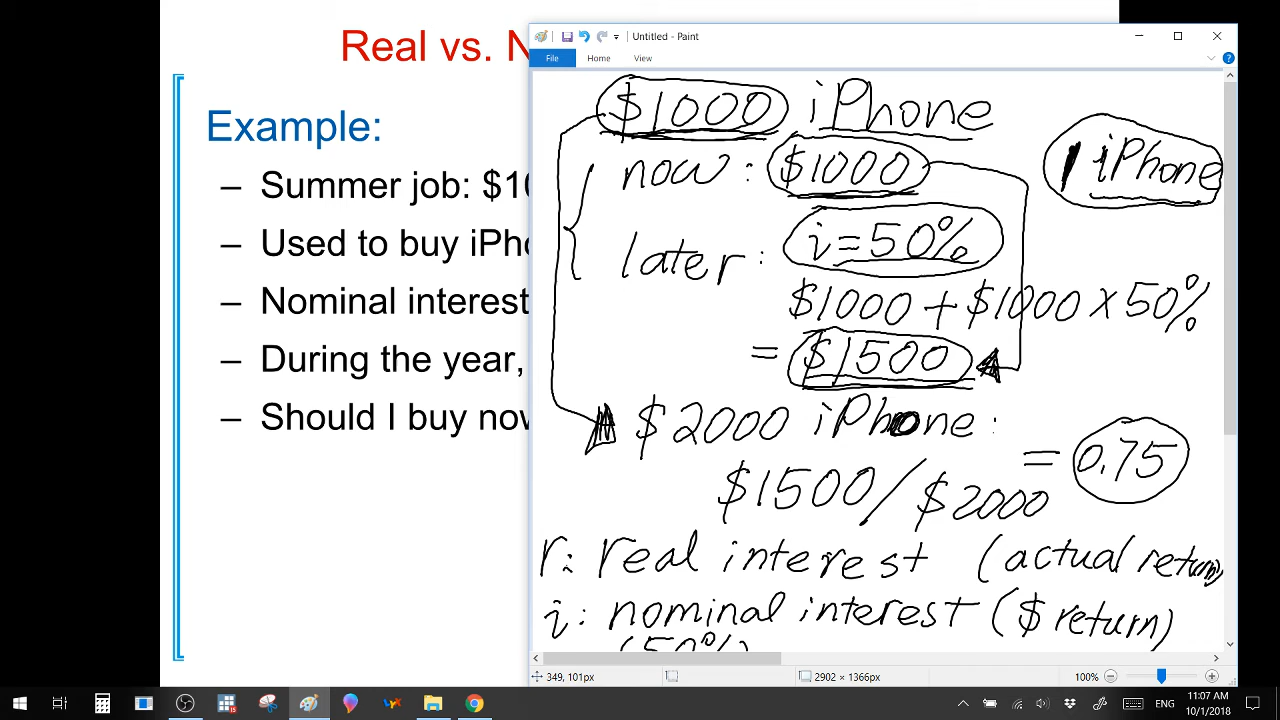 Real vs. N
Example:
– Summer job: $10
– Used to buy iPho
– Nominal interest
– During the year,
– Should I buy nov
Untitled - Paint
File Home View
$1000 iPhone
now: $1000
1 iPhone
later: i=50%
$1000 + $1000 x 50%
= $1500
$2000 iPhone:
$1500/$2000 = 0.75
r: real interest (actual return)
i: nominal interest ($ return)
(50%)
349, 101px
2902 × 1366px
100%
ENG
11:07 AM
10/1/2018